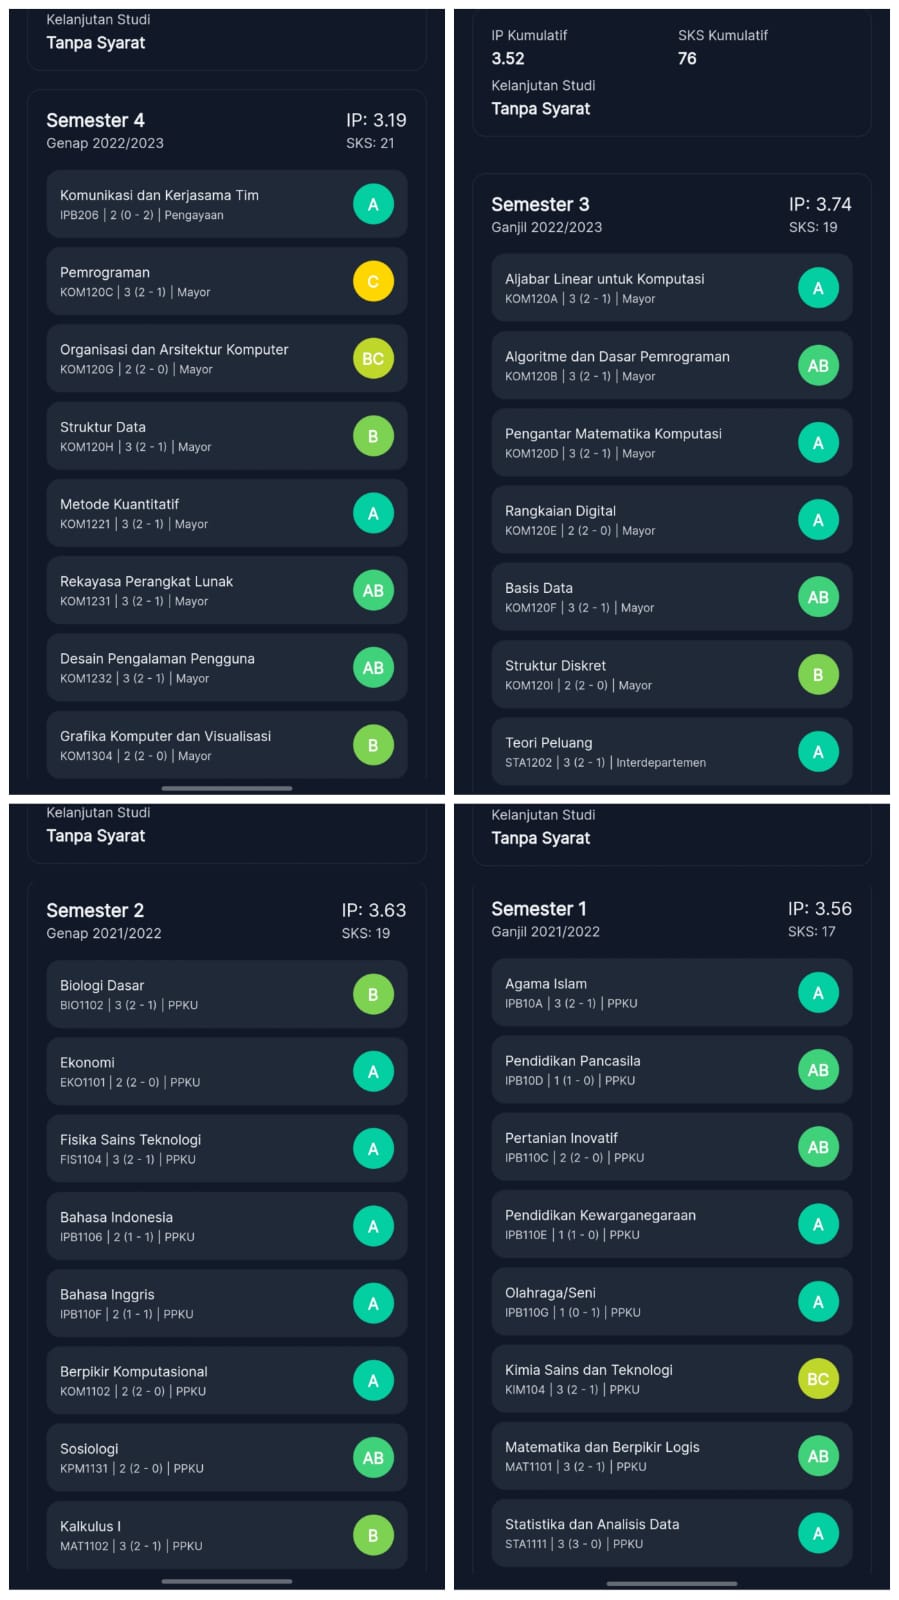 Kelanjutan Studi
Tanpa Syarat
Semester 4
IP: 3.19
Genap 2022/2023
SKS: 21
Komunikasi dan Kerjasama Tim
A
IPB206 | 2 (0 - 2) | Pengayaan
Pemrograman
C
KOM120C | 3 (2 - 1) | Mayor
Organisasi dan Arsitektur Komputer
BC
KOM120G | 2 (2 - 0) | Mayor
Struktur Data
B
KOM120H | 3 (2 - 1) | Mayor
Metode Kuantitatif
A
KOM1221 | 3 (2 - 1) | Mayor
Rekayasa Perangkat Lunak
AB
KOM1231 | 3 (2 - 1) | Mayor
Desain Pengalaman Pengguna
AB
KOM1232 | 3 (2 - 1) | Mayor
Grafika Komputer dan Visualisasi
B
KOM1304 | 2 (2 - 0) | Mayor
IP Kumulatif
SKS Kumulatif
3.52
76
Kelanjutan Studi
Tanpa Syarat
Semester 3
IP: 3.74
Ganjil 2022/2023
SKS: 19
Aljabar Linear untuk Komputasi
A
KOM120A | 3 (2 - 1) | Mayor
Algoritme dan Dasar Pemrograman
AB
KOM120B | 3 (2 - 1) | Mayor
Pengantar Matematika Komputasi
A
KOM120D | 3 (2 - 1) | Mayor
Rangkaian Digital
A
KOM120E | 2 (2 - 0) | Mayor
Basis Data
AB
KOM120F | 3 (2 - 1) | Mayor
Struktur Diskret
B
KOM120I | 2 (2 - 0) | Mayor
Teori Peluang
A
STA1202 | 3 (2 - 1) | Interdepartemen
Kelanjutan Studi
Tanpa Syarat
Semester 2
IP: 3.63
Genap 2021/2022
SKS: 19
Biologi Dasar
B
BIO1102 | 3 (2 - 1) | PPKU
Ekonomi
A
EKO1101 | 2 (2 - 0) | PPKU
Fisika Sains Teknologi
A
FIS1104 | 3 (2 - 1) | PPKU
Bahasa Indonesia
A
IPB1106 | 2 (1 - 1) | PPKU
Bahasa Inggris
A
IPB110F | 2 (1 - 1) | PPKU
Berpikir Komputasional
A
KOM1102 | 2 (2 - 0) | PPKU
Sosiologi
AB
KPM1131 | 2 (2 - 0) | PPKU
Kalkulus I
B
MAT1102 | 3 (2 - 1) | PPKU
Kelanjutan Studi
Tanpa Syarat
Semester 1
IP: 3.56
Ganjil 2021/2022
SKS: 17
Agama Islam
A
IPB10A | 3 (2 - 1) | PPKU
Pendidikan Pancasila
AB
IPB10D | 1 (1 - 0) | PPKU
Pertanian Inovatif
AB
IPB110C | 2 (2 - 0) | PPKU
Pendidikan Kewarganegaraan
A
IPB110E | 1 (1 - 0) | PPKU
Olahraga/Seni
A
IPB110G | 1 (0 - 1) | PPKU
Kimia Sains dan Teknologi
BC
KIM104 | 3 (2 - 1) | PPKU
Matematika dan Berpikir Logis
AB
MAT1101 | 3 (2 - 1) | PPKU
Statistika dan Analisis Data
A
STA1111 | 3 (3 - 0) | PPKU